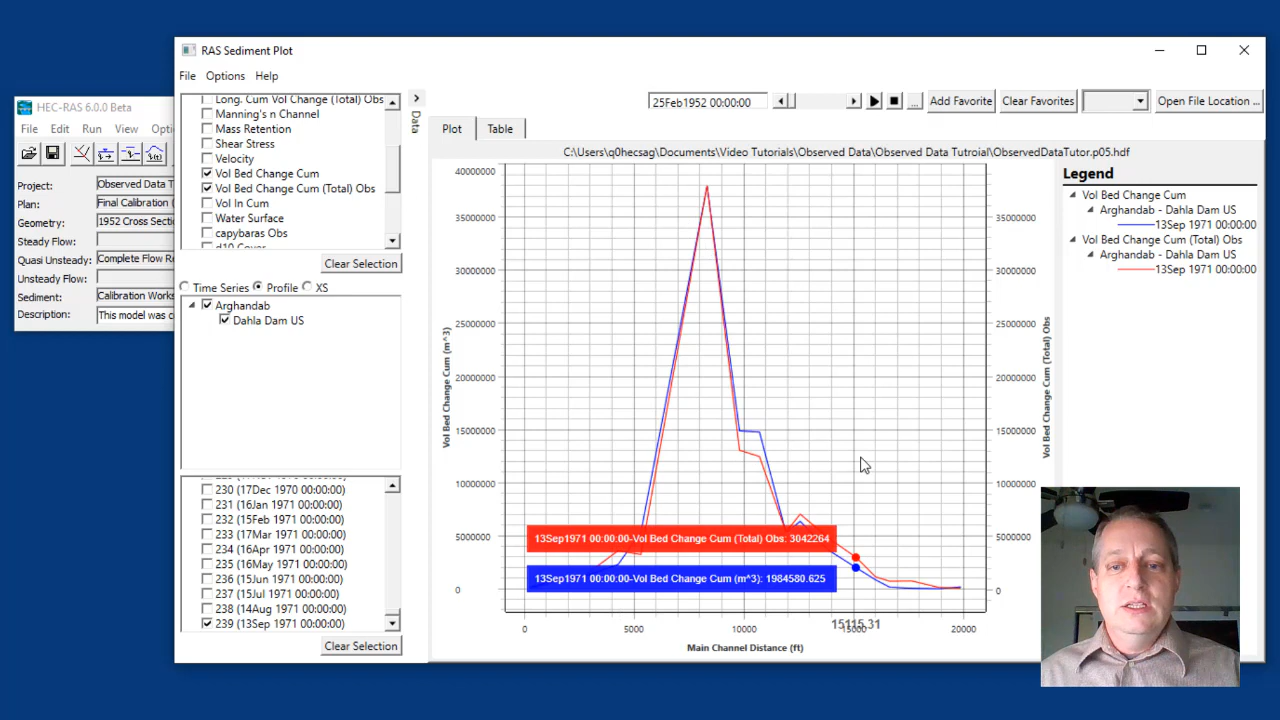 RAS Sediment Plot
File Options Help
HEC-RAS 6.0.0 Beta
File Edit Run View Opti
Project: Observed Data T
Plan: Final Calibration (
Geometry: 1952 Cross Secti
Steady Flow:
Quasi Unsteady: Complete Flow Re
Unsteady Flow:
Sediment: Calibration Works
Description: This model was c
Long. Cum Vol Change (Total) Obs
Manning's n Channel
Mass Retention
Shear Stress
Velocity
Vol Bed Change Cum
Vol Bed Change Cum (Total) Obs
Vol In Cum
Water Surface
capybaras Obs
d10 Cover
Clear Selection
Time Series Profile XS
Arghandab
Dahla Dam US
230 (17Dec 1970 00:00:00)
231 (16Jan 1971 00:00:00)
232 (15Feb 1971 00:00:00)
233 (17Mar 1971 00:00:00)
234 (16Apr 1971 00:00:00)
235 (16May 1971 00:00:00)
236 (15Jun 1971 00:00:00)
237 (15Jul 1971 00:00:00)
238 (14Aug 1971 00:00:00)
239 (13Sep 1971 00:00:00)
Clear Selection
Data
25Feb1952 00:00:00 ... Add Favorite Clear Favorites Open File Location ...
Plot Table
C:\Users\q0hecsag\Documents\Video Tutorials\Observed Data\Observed Data Tutroial\ObservedDataTutor.p05.hdf
Vol Bed Change Cum (m^3)
40000000
35000000
30000000
25000000
20000000
15000000
10000000
5000000
0
13Sep1971 00:00:00-Vol Bed Change Cum (Total) Obs: 3042264
13Sep1971 00:00:00-Vol Bed Change Cum (m^3): 1984580.625
35000000
30000000
25000000
20000000
15000000
10000000
5000000
0
Vol Bed Change Cum (Total) Obs
15115.31
0 5000 10000 15000 20000
Main Channel Distance (ft)
Legend
Vol Bed Change Cum
Arghandab - Dahla Dam US
13Sep 1971 00:00:00
Vol Bed Change Cum (Total) Obs
Arghandab - Dahla Dam US
13Sep 1971 00:00:00